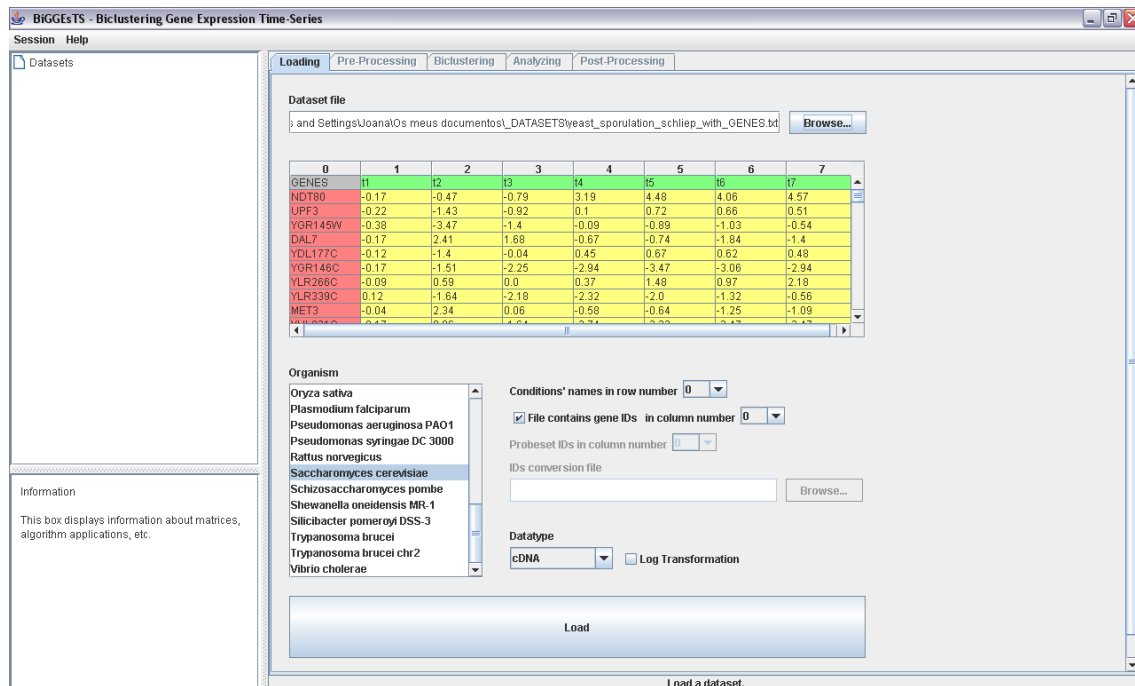 BiGGEsTS - Biclustering Gene Expression Time-Series
Session Help
Datasets
Loading Pre-Processing Biclustering Analyzing Post-Processing
Dataset file
and Settings\Joana\Os meus documentos\_DATASETS\yeast_sporulation_schliep_with_GENES.txt Browse...
0 1 2 3 4 5 6 7
GENES t1 t2 t3 t4 t5 t6 t7
NDT80 -0.17 -0.47 -0.79 3.19 4.48 4.06 4.57
UPF3 -0.22 -1.43 -0.92 0.1 0.72 0.66 0.51
YGR145W -0.38 -3.47 -1.4 -0.09 -0.89 -1.03 -0.54
DAL7 -0.17 2.41 1.68 -0.67 -0.74 -1.84 -1.4
YDL177C -0.12 -1.4 -0.04 0.45 0.67 0.62 0.48
YGR146C -0.17 -1.51 -2.25 -2.94 -3.47 -3.06 -2.94
YLR266C -0.09 0.59 0.0 0.37 1.48 0.97 2.18
YLR339C 0.12 -1.64 -2.18 -2.32 -2.0 -1.32 -0.56
MET3 -0.04 2.34 0.06 -0.58 -0.64 -1.25 -1.09
Organism
Oryza sativa
Plasmodium falciparum
Pseudomonas aeruginosa PAO1
Pseudomonas syringae DC 3000
Rattus norvegicus
Saccharomyces cerevisiae
Schizosaccharomyces pombe
Shewanella oneidensis MR-1
Silicibacter pomeroyi DSS-3
Trypanosoma brucei
Trypanosoma brucei chr2
Vibrio cholerae
Conditions' names in row number 0
File contains gene IDs in column number 0
Probeset IDs in column number 0
IDs conversion file
Browse...
Datatype
cDNA Log Transformation
Load
Information
This box displays information about matrices,
algorithm applications, etc.
Load a dataset.